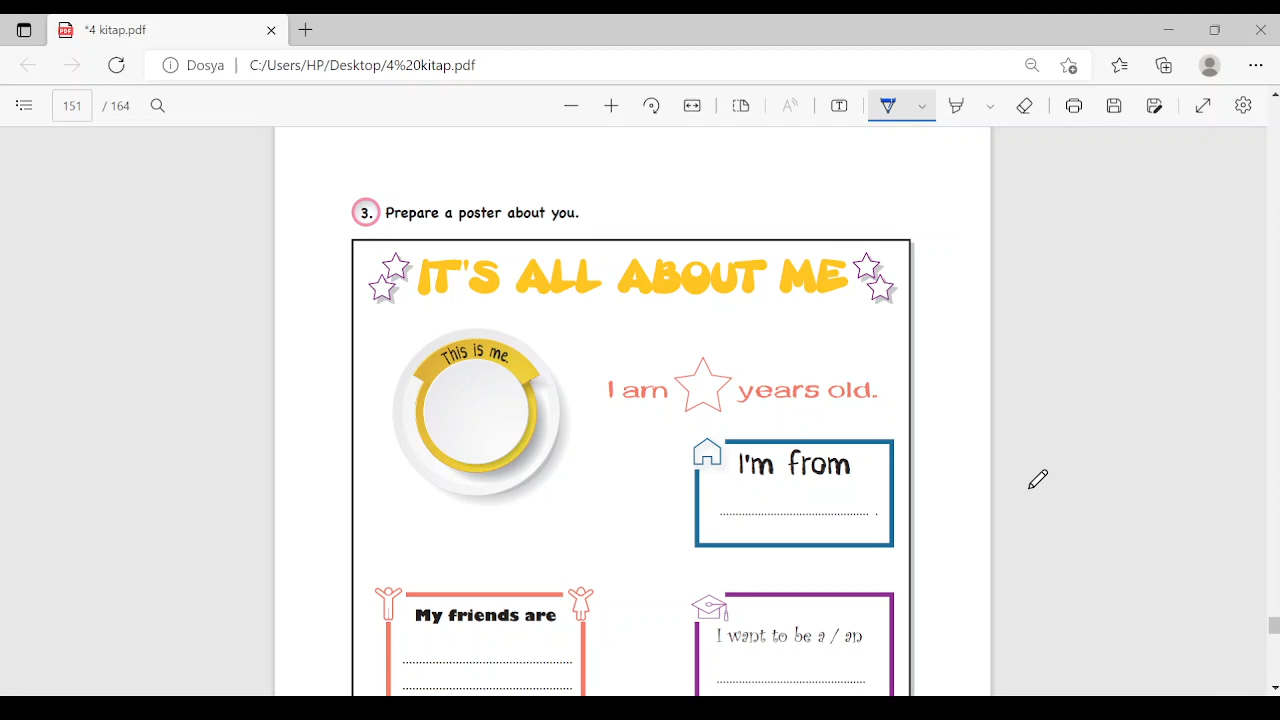 *4 kitap.pdf
Dosya | C:/Users/HP/Desktop/4%20kitap.pdf
151 / 164
3. Prepare a poster about you.
IT'S ALL ABOUT ME
This is me.
I am years old.
I'm from
.
My friends are
I want to be a / an